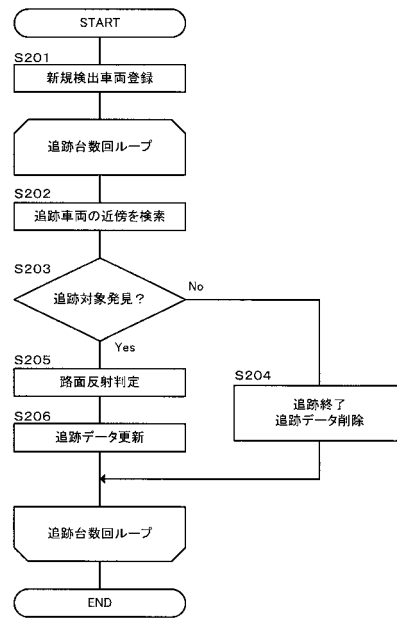 START
S201
新規検出車両登録
追跡台数回ループ
S202
追跡車両の近傍を検索
S203
追跡対象発見?
No
Yes
S205
路面反射判定
S204
追跡終了
追跡データ削除
S206
追跡データ更新
追跡台数回ループ
END